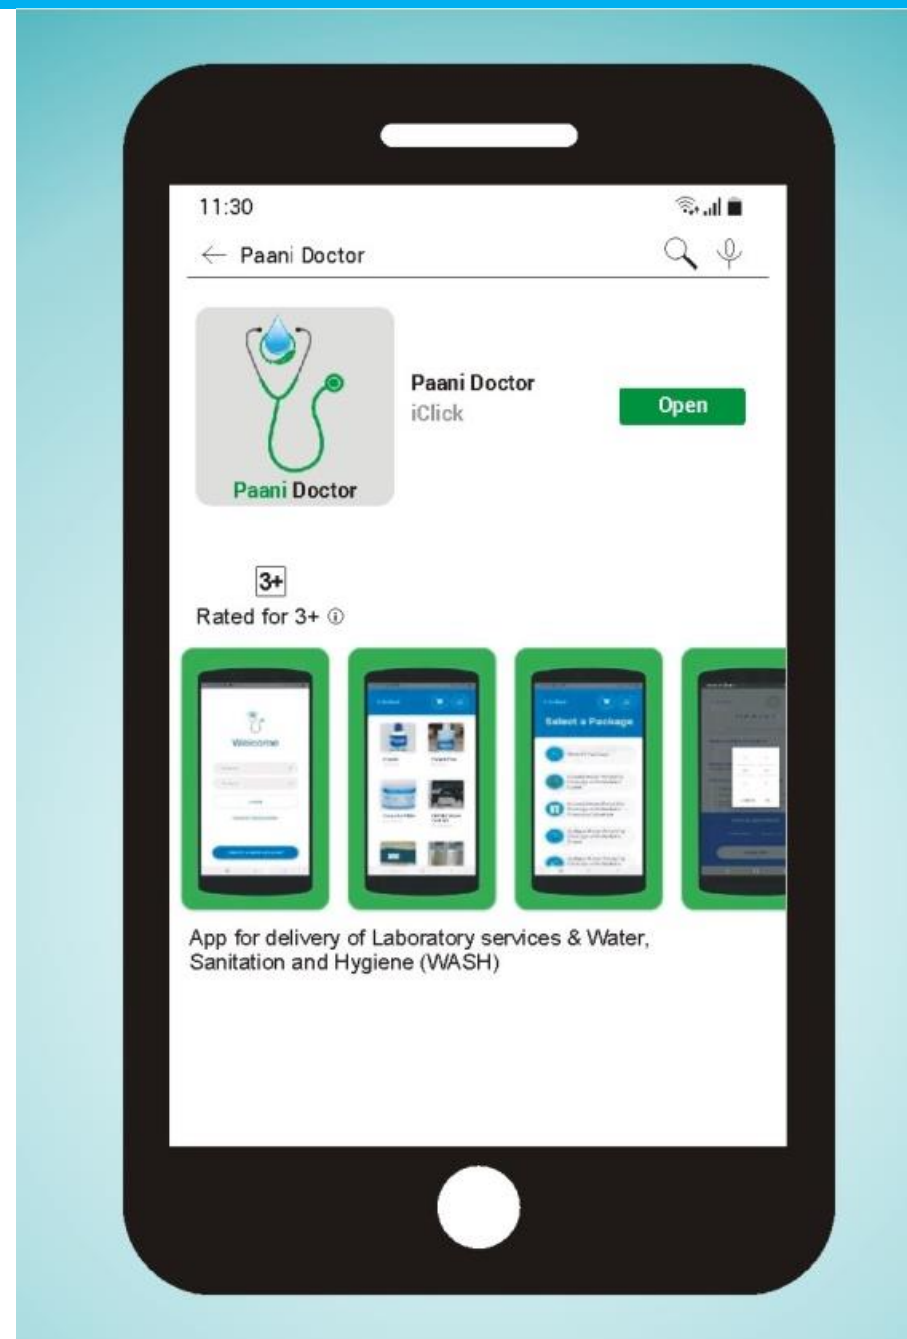 11:30
Paani Doctor
Paani Doctor
iClick
Open
Paani Doctor
3+
Rated for 3+
Welcome
Select a Package
App for delivery of Laboratory services & Water,
Sanitation and Hygiene (WASH)